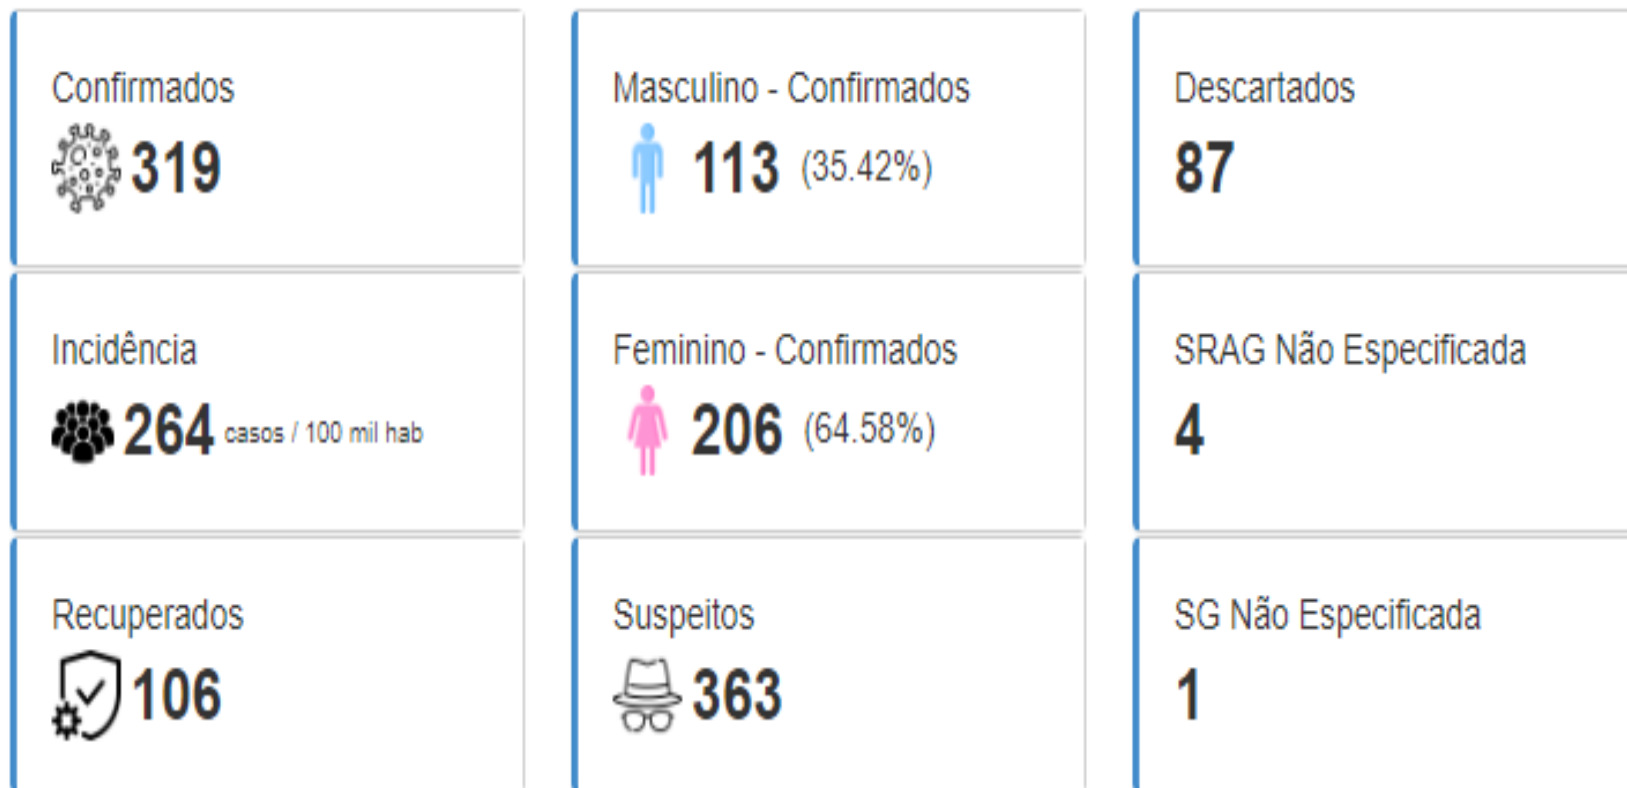 Confirmados
319
Masculino - Confirmados
113 (35.42%)
Descartados
87
Incidência
264 casos / 100 mil hab
Feminino - Confirmados
206 (64.58%)
SRAG Não Especificada
4
Recuperados
106
Suspeitos
363
SG Não Especificada
1